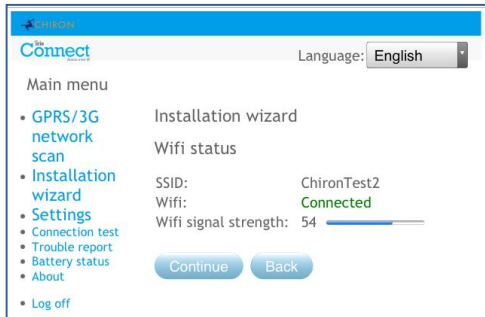 CHIRON
Connect
Language: English
Main menu
• GPRS/3G
network
scan
• Installation
wizard
• Settings
• Connection test
• Trouble report
• Battery status
• About
• Log off
Installation wizard
Wifi status
SSID: ChironTest2
Wifi: Connected
Wifi signal strength: 54
Continue Back